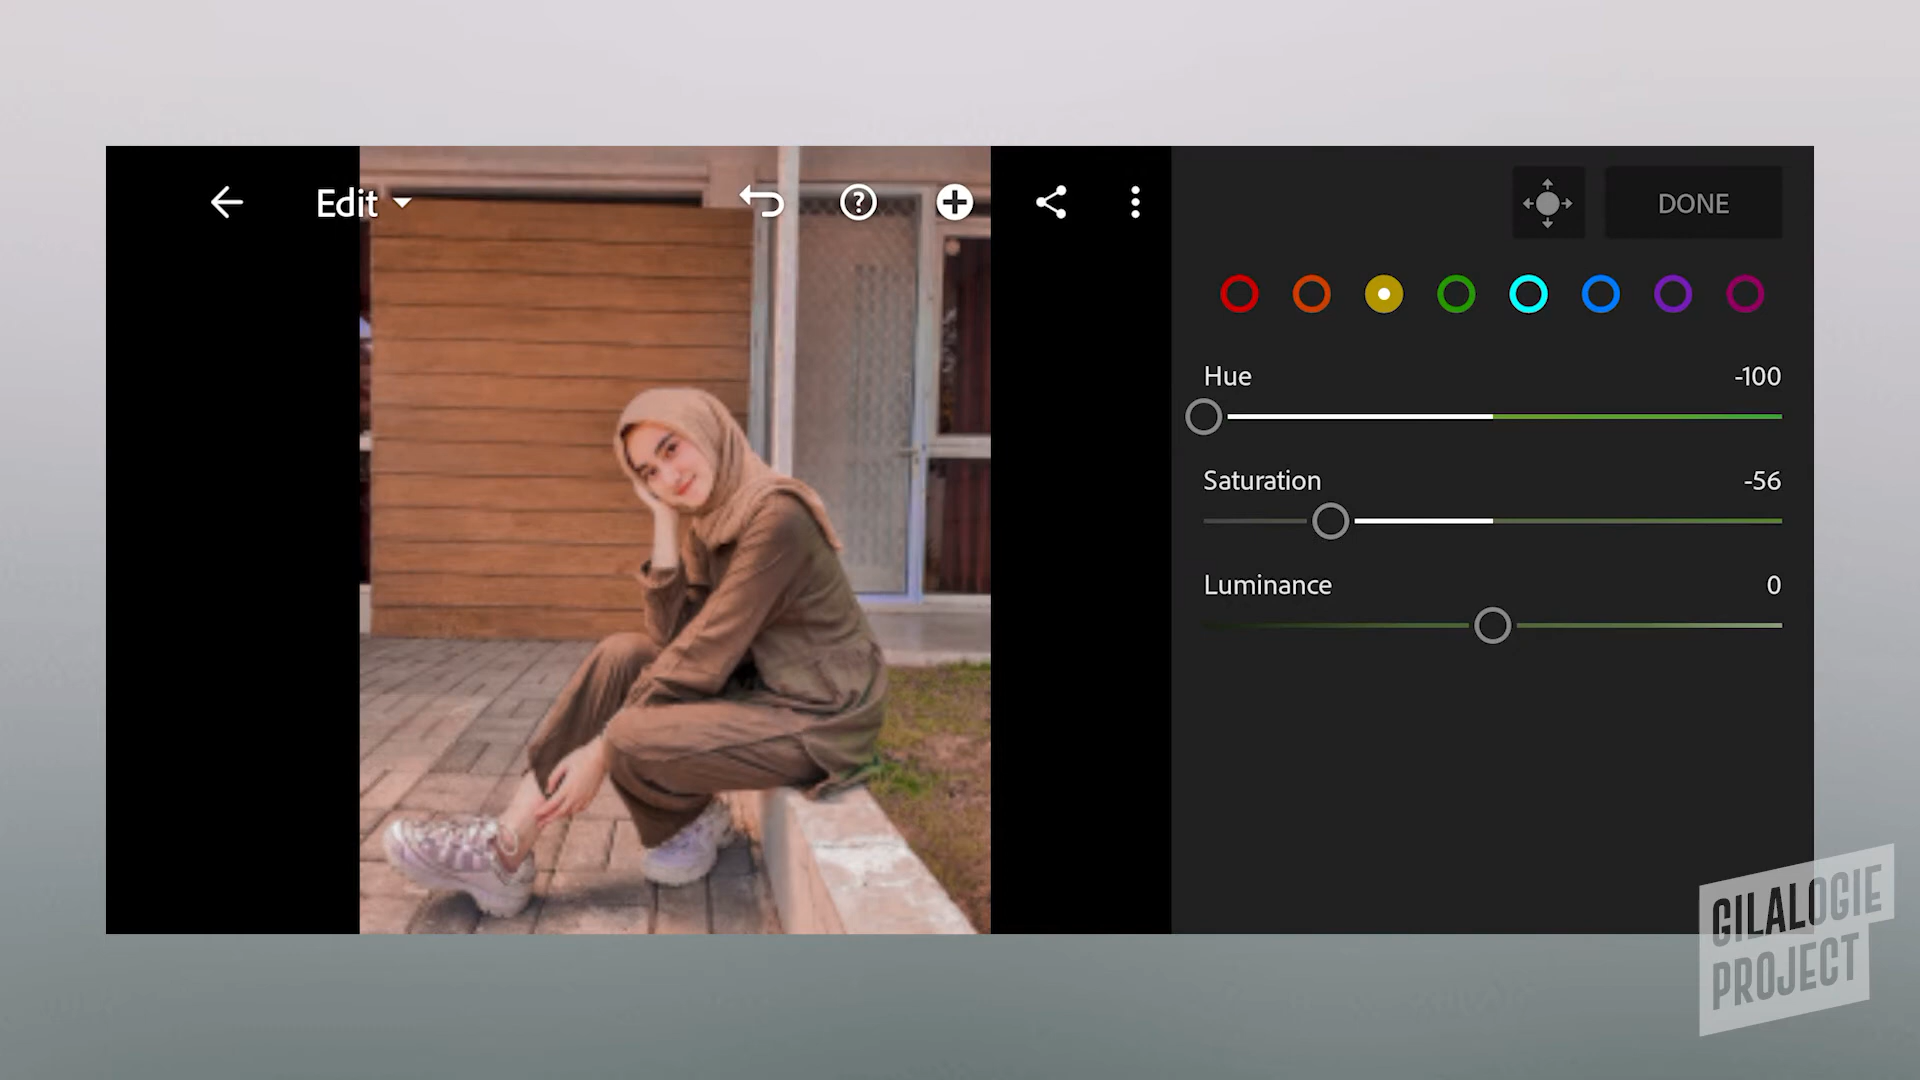 Edit
DONE
Hue -100
Saturation -56
Luminance 0
GILALOGIE
PROJECT